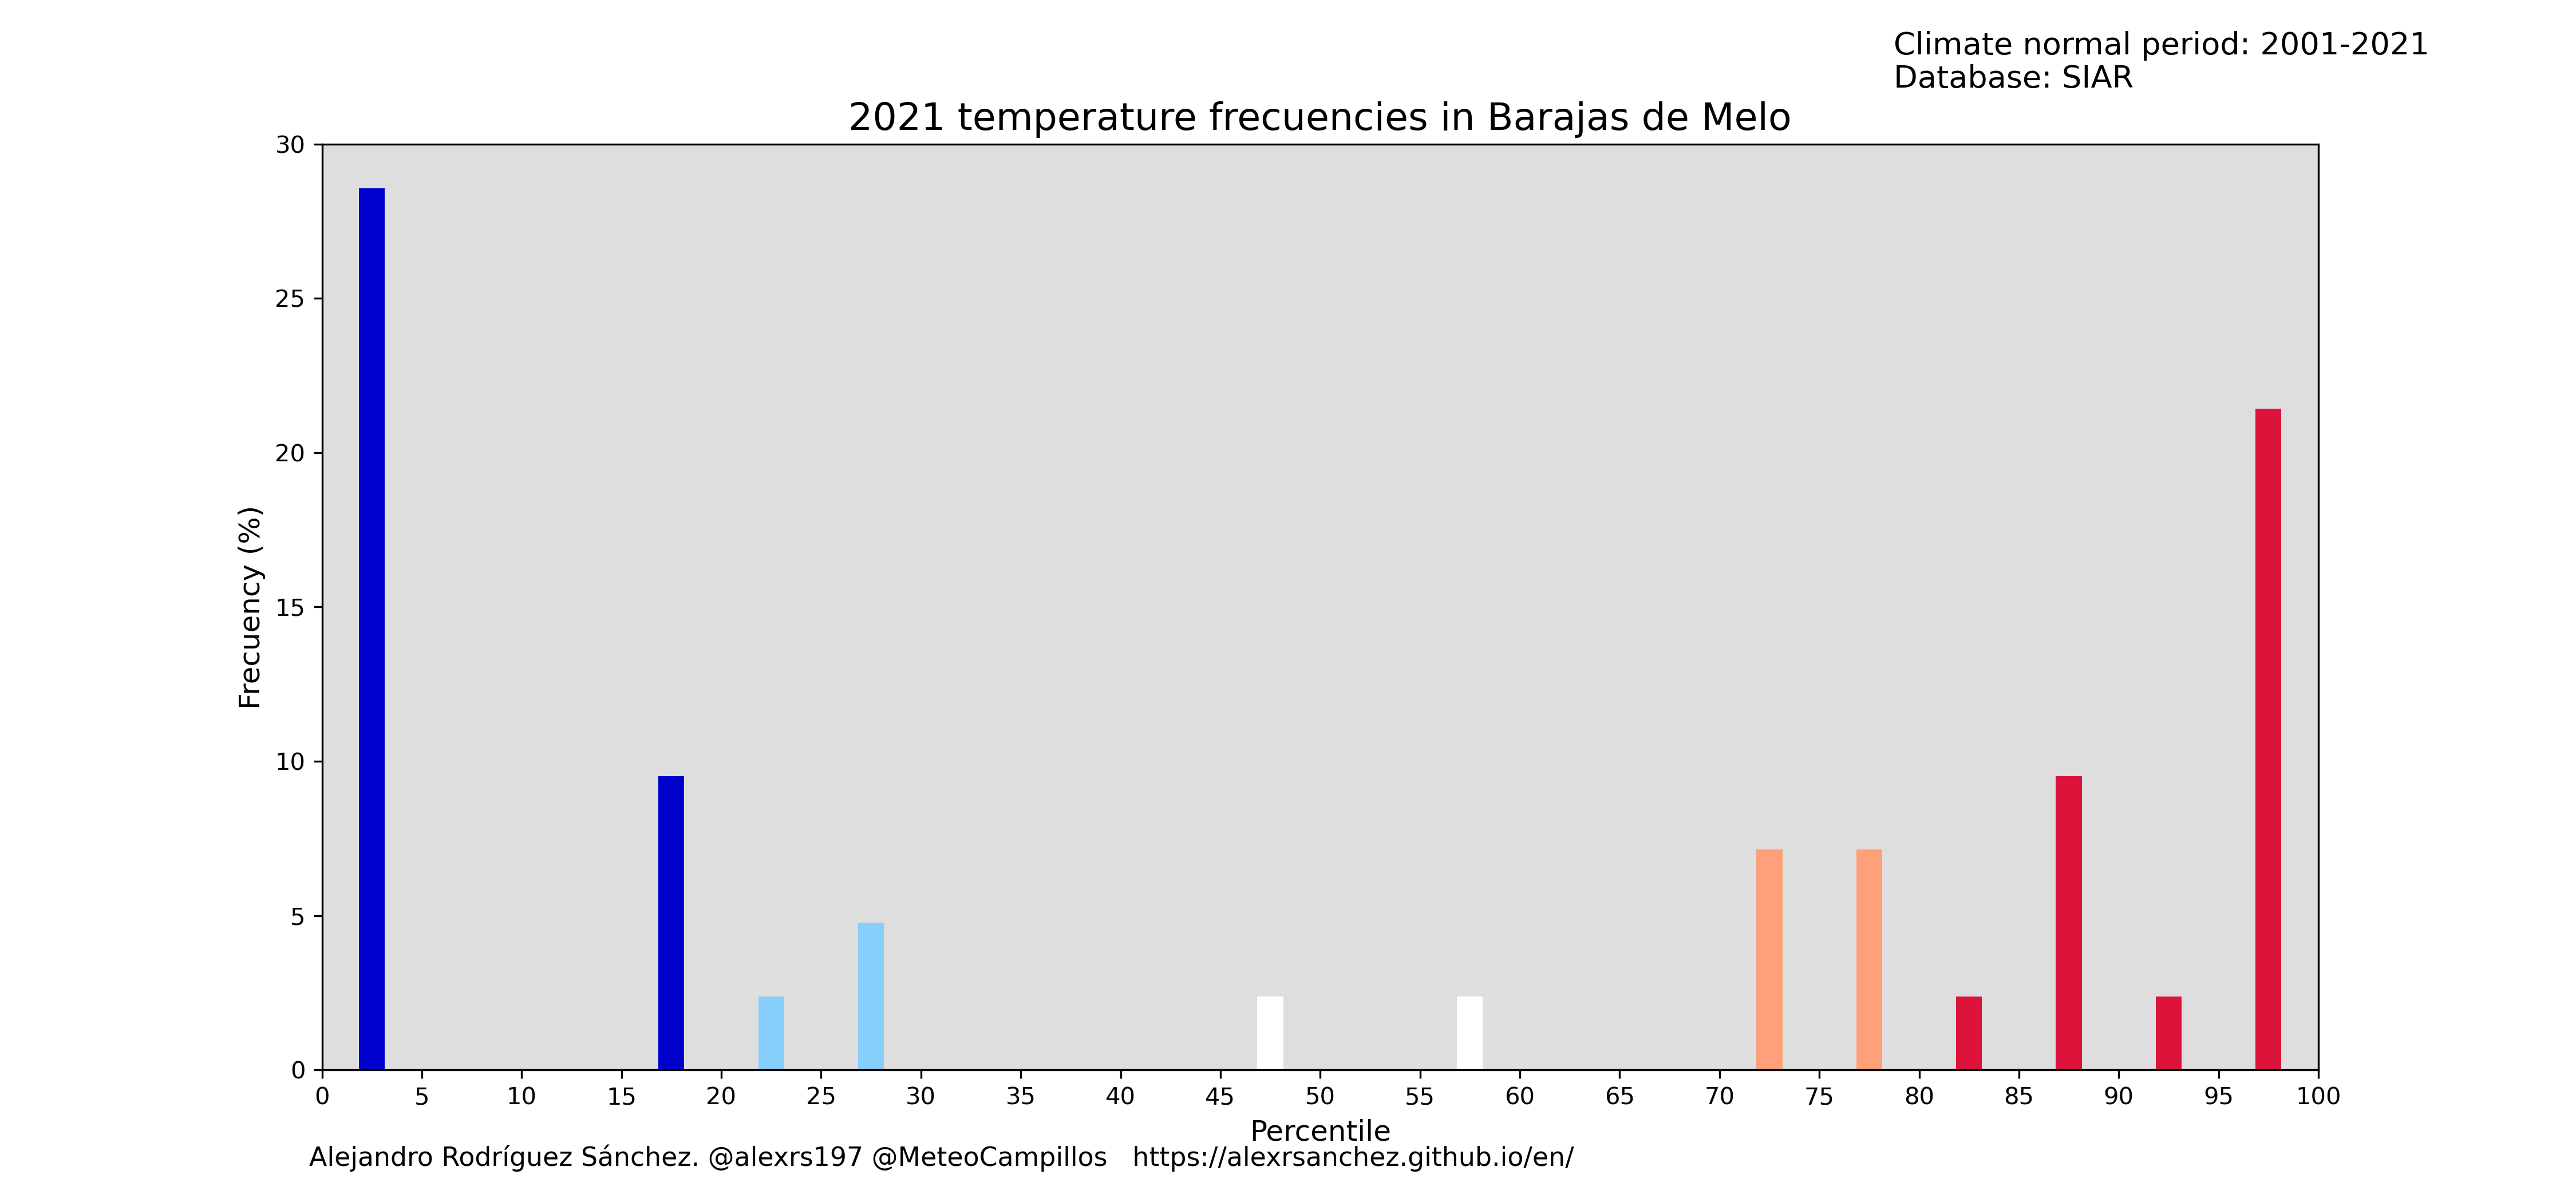 Climate normal period: 2001-2021
Database: SIAR
2021 temperature frecuencies in Barajas de Melo
30
25
20
15
10
5
0
Frecuency (%)
0 5 10 15 20 25 30 35 40 45 50 55 60 65 70 75 80 85 90 95 100
Percentile
Alejandro Rodríguez Sánchez. @alexrs197 @MeteoCampillos https://alexrsanchez.github.io/en/